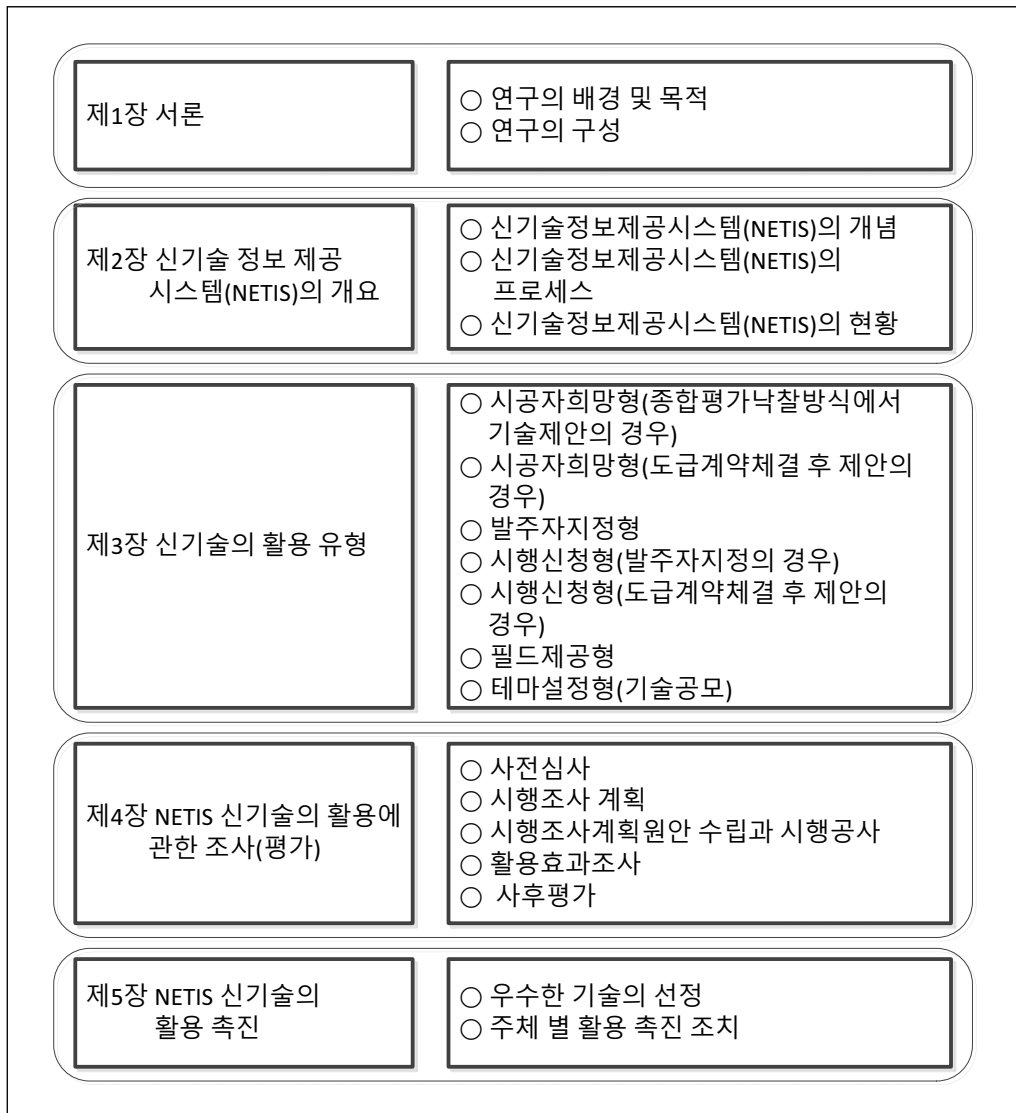 제1장 서론
○ 연구의 배경 및 목적
○ 연구의 구성
제2장 신기술 정보 제공
시스템(NETIS)의 개요
○ 신기술정보제공시스템(NETIS)의 개념
○ 신기술정보제공시스템(NETIS)의
프로세스
○ 신기술정보제공시스템(NETIS)의 현황
제3장 신기술의 활용 유형
○ 시공자희망형(종합평가낙찰방식에서
기술제안의 경우)
○ 시공자희망형(도급계약체결 후 제안의
경우)
○ 발주자지정형
○ 시행신청형(발주자지정의 경우)
○ 시행신청형(도급계약체결 후 제안의
경우)
○ 필드제공형
○ 테마설정형(기술공모)
제4장 NETIS 신기술의 활용에
관한 조사(평가)
○ 사전심사
○ 시행조사 계획
○ 시행조사계획원안 수립과 시행공사
○ 활용효과조사
○ 사후평가
제5장 NETIS 신기술의
활용 촉진
○ 우수한 기술의 선정
○ 주체 별 활용 촉진 조치